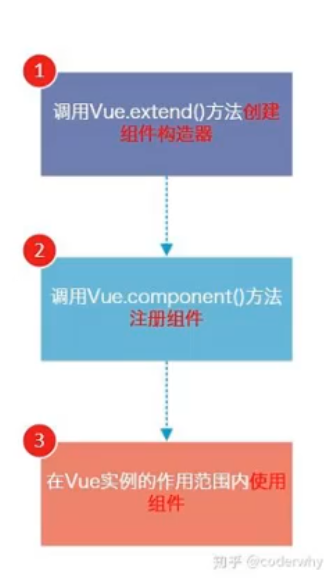 1
调用Vue.extend()方法创建
组件构造器
2
调用Vue.component()方法
注册组件
3
在Vue实例的作用范围内使用
组件
知乎 @coderwhy